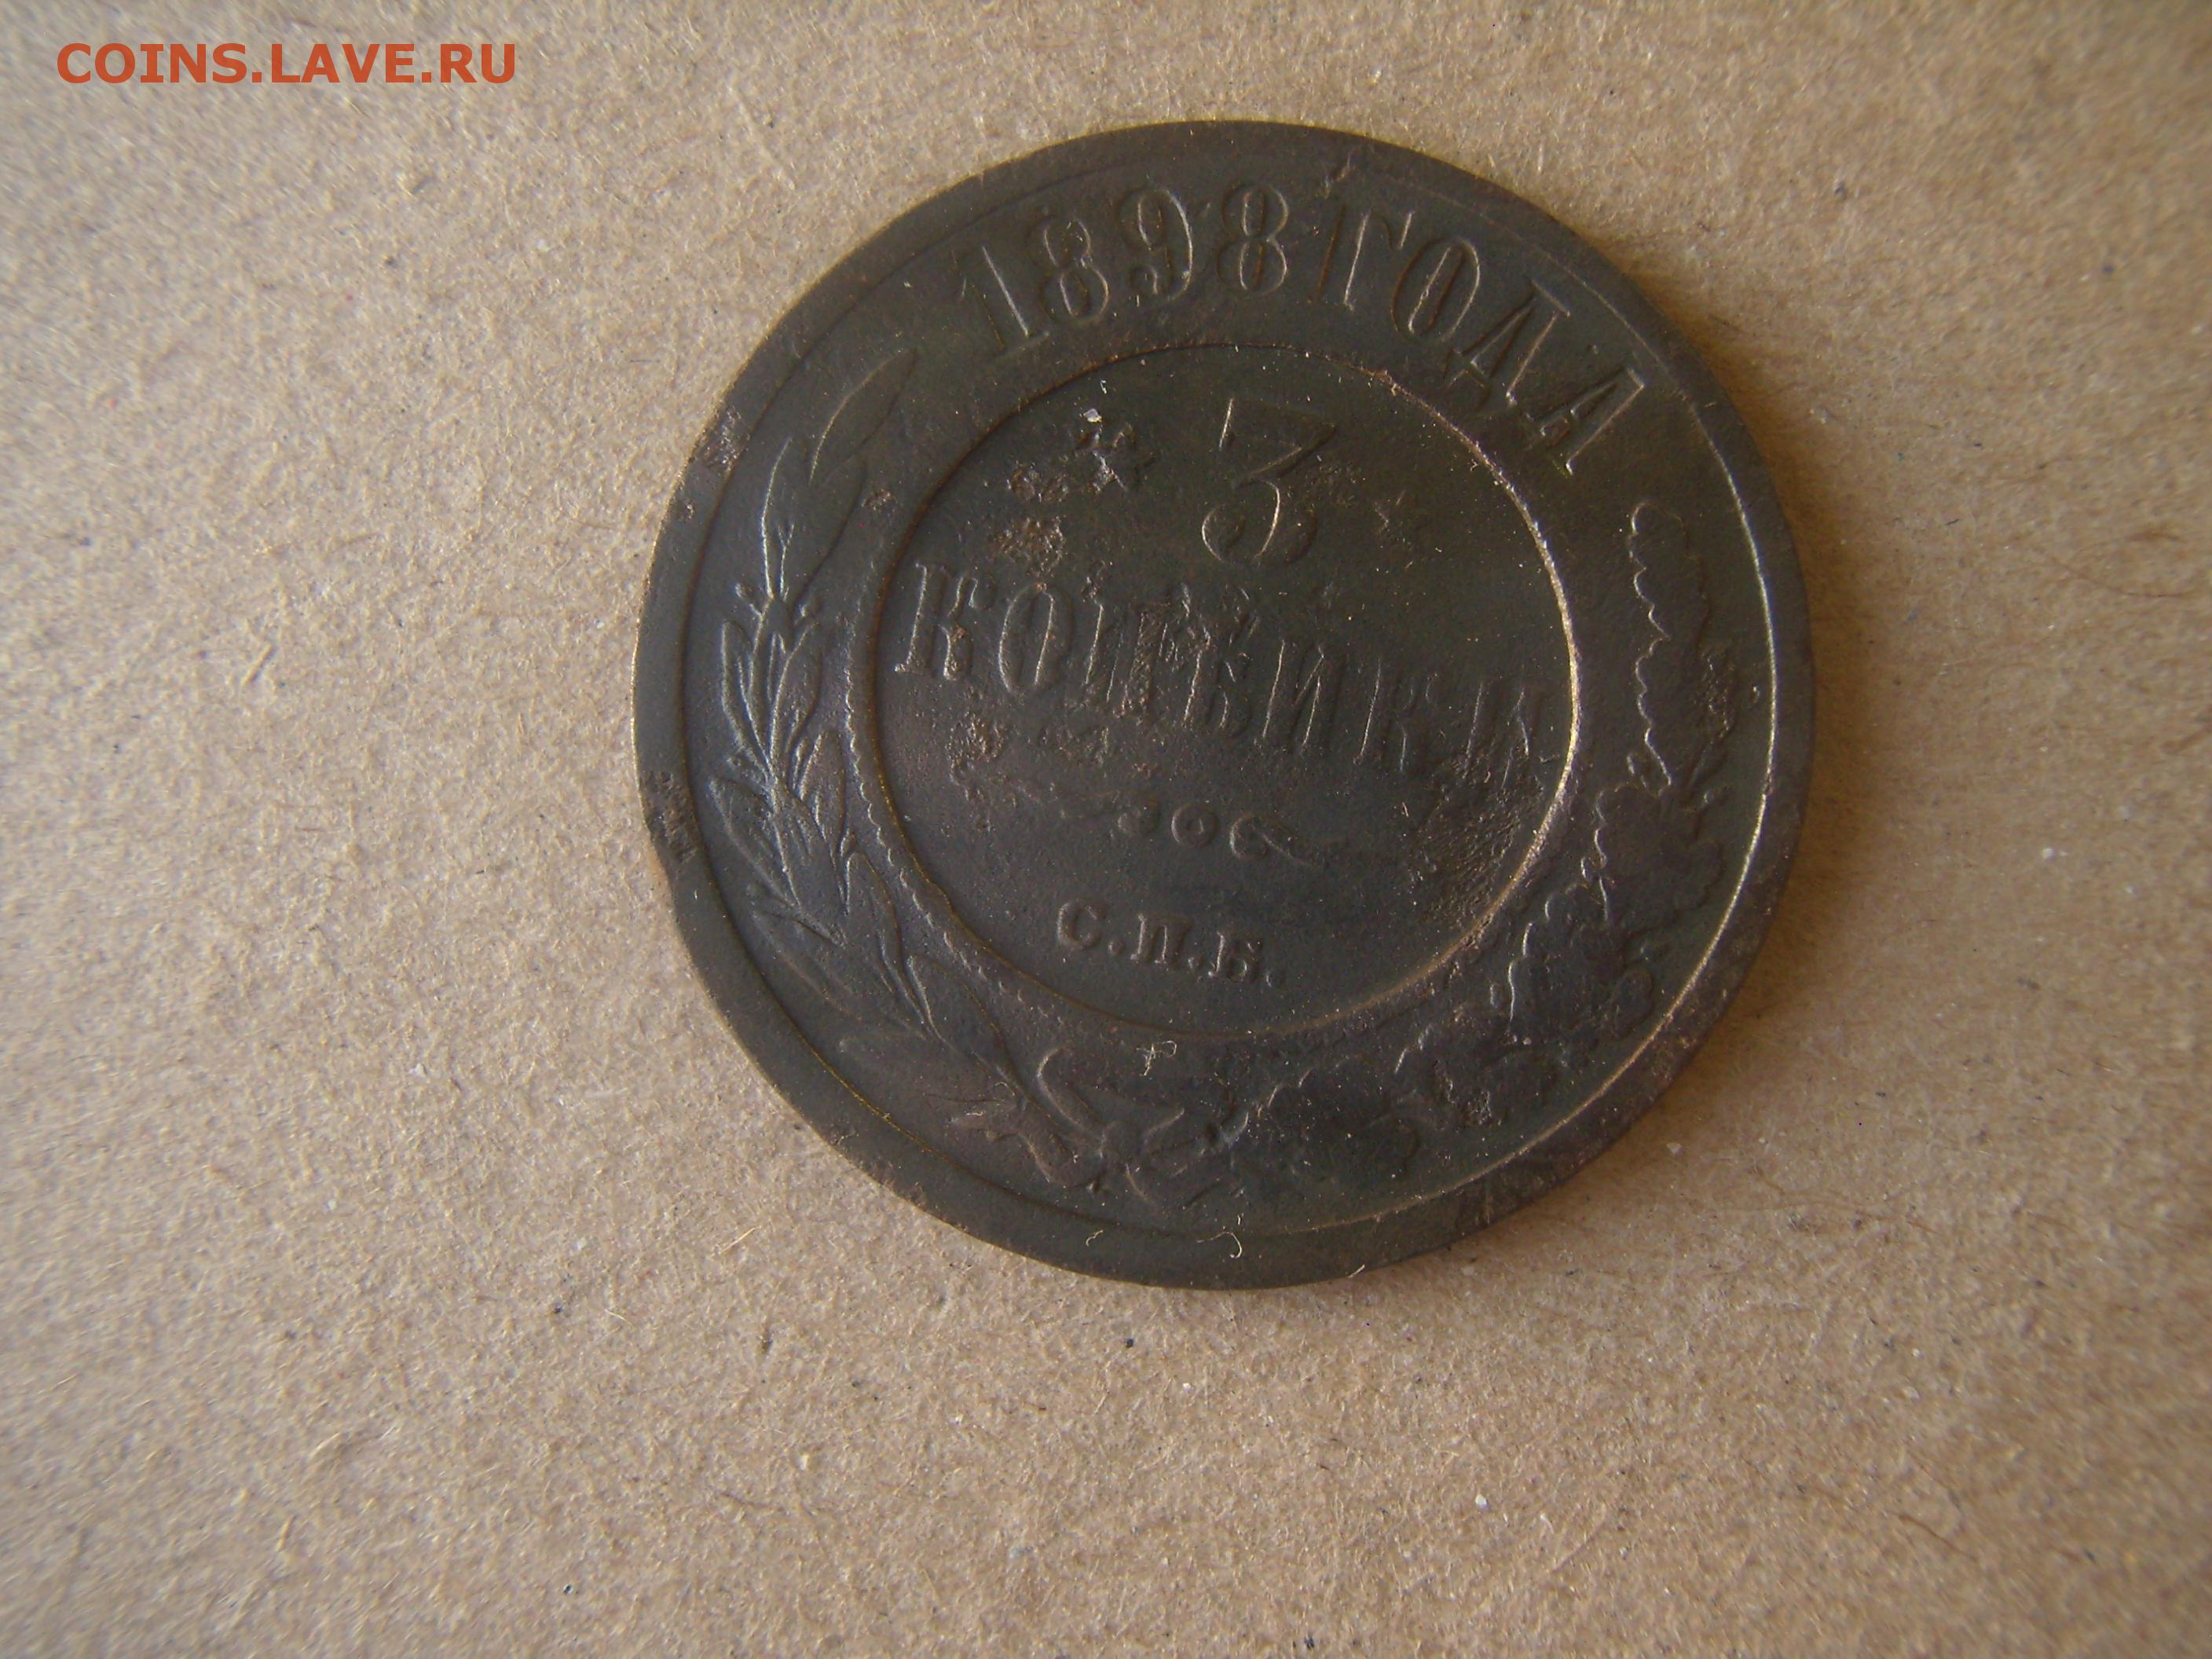 COINS.LAVE.RU
1898 ГОДА
3
КОПѢЙКИ
С.П.Б.